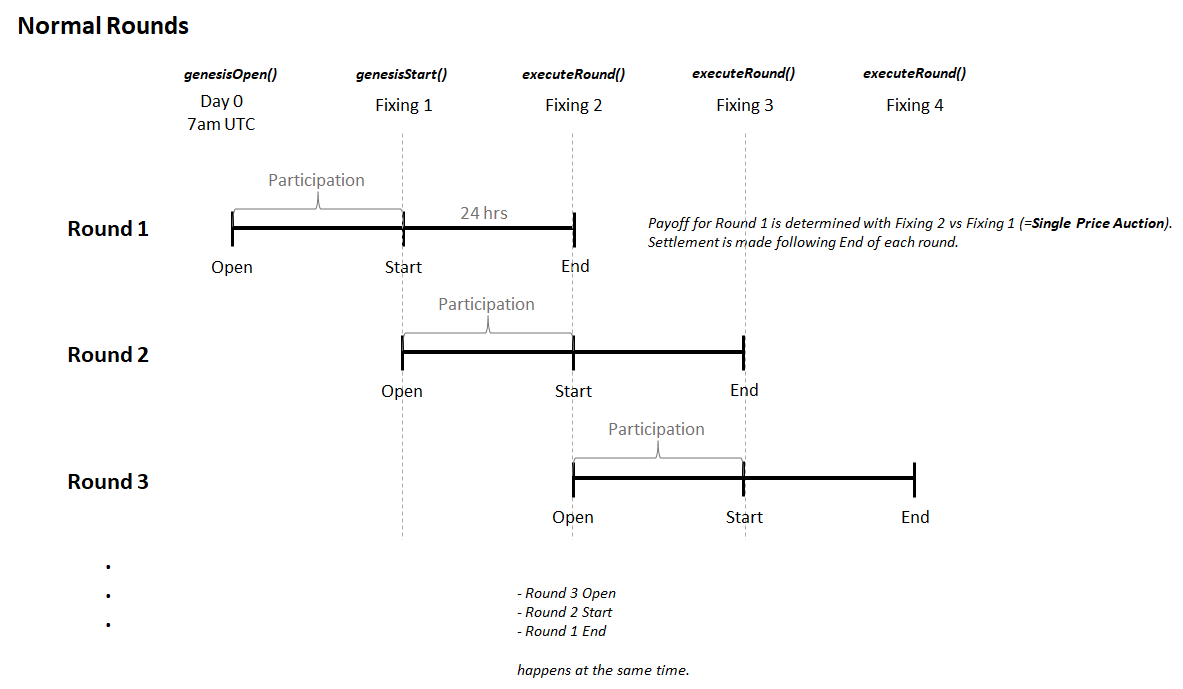 Normal Rounds
genesisOpen() genesisStart() executeRound() executeRound() executeRound()
Day 0 Fixing 1 Fixing 2 Fixing 3 Fixing 4
7am UTC
Participation
Round 1 24 hrs Payoff for Round 1 is determined with Fixing 2 vs Fixing 1 (=Single Price Auction).
Settlement is made following End of each round.
Open Start End
Participation
Round 2
Open Start End
Participation
Round 3
Open Start End
- Round 3 Open
- Round 2 Start
- Round 1 End
happens at the same time.